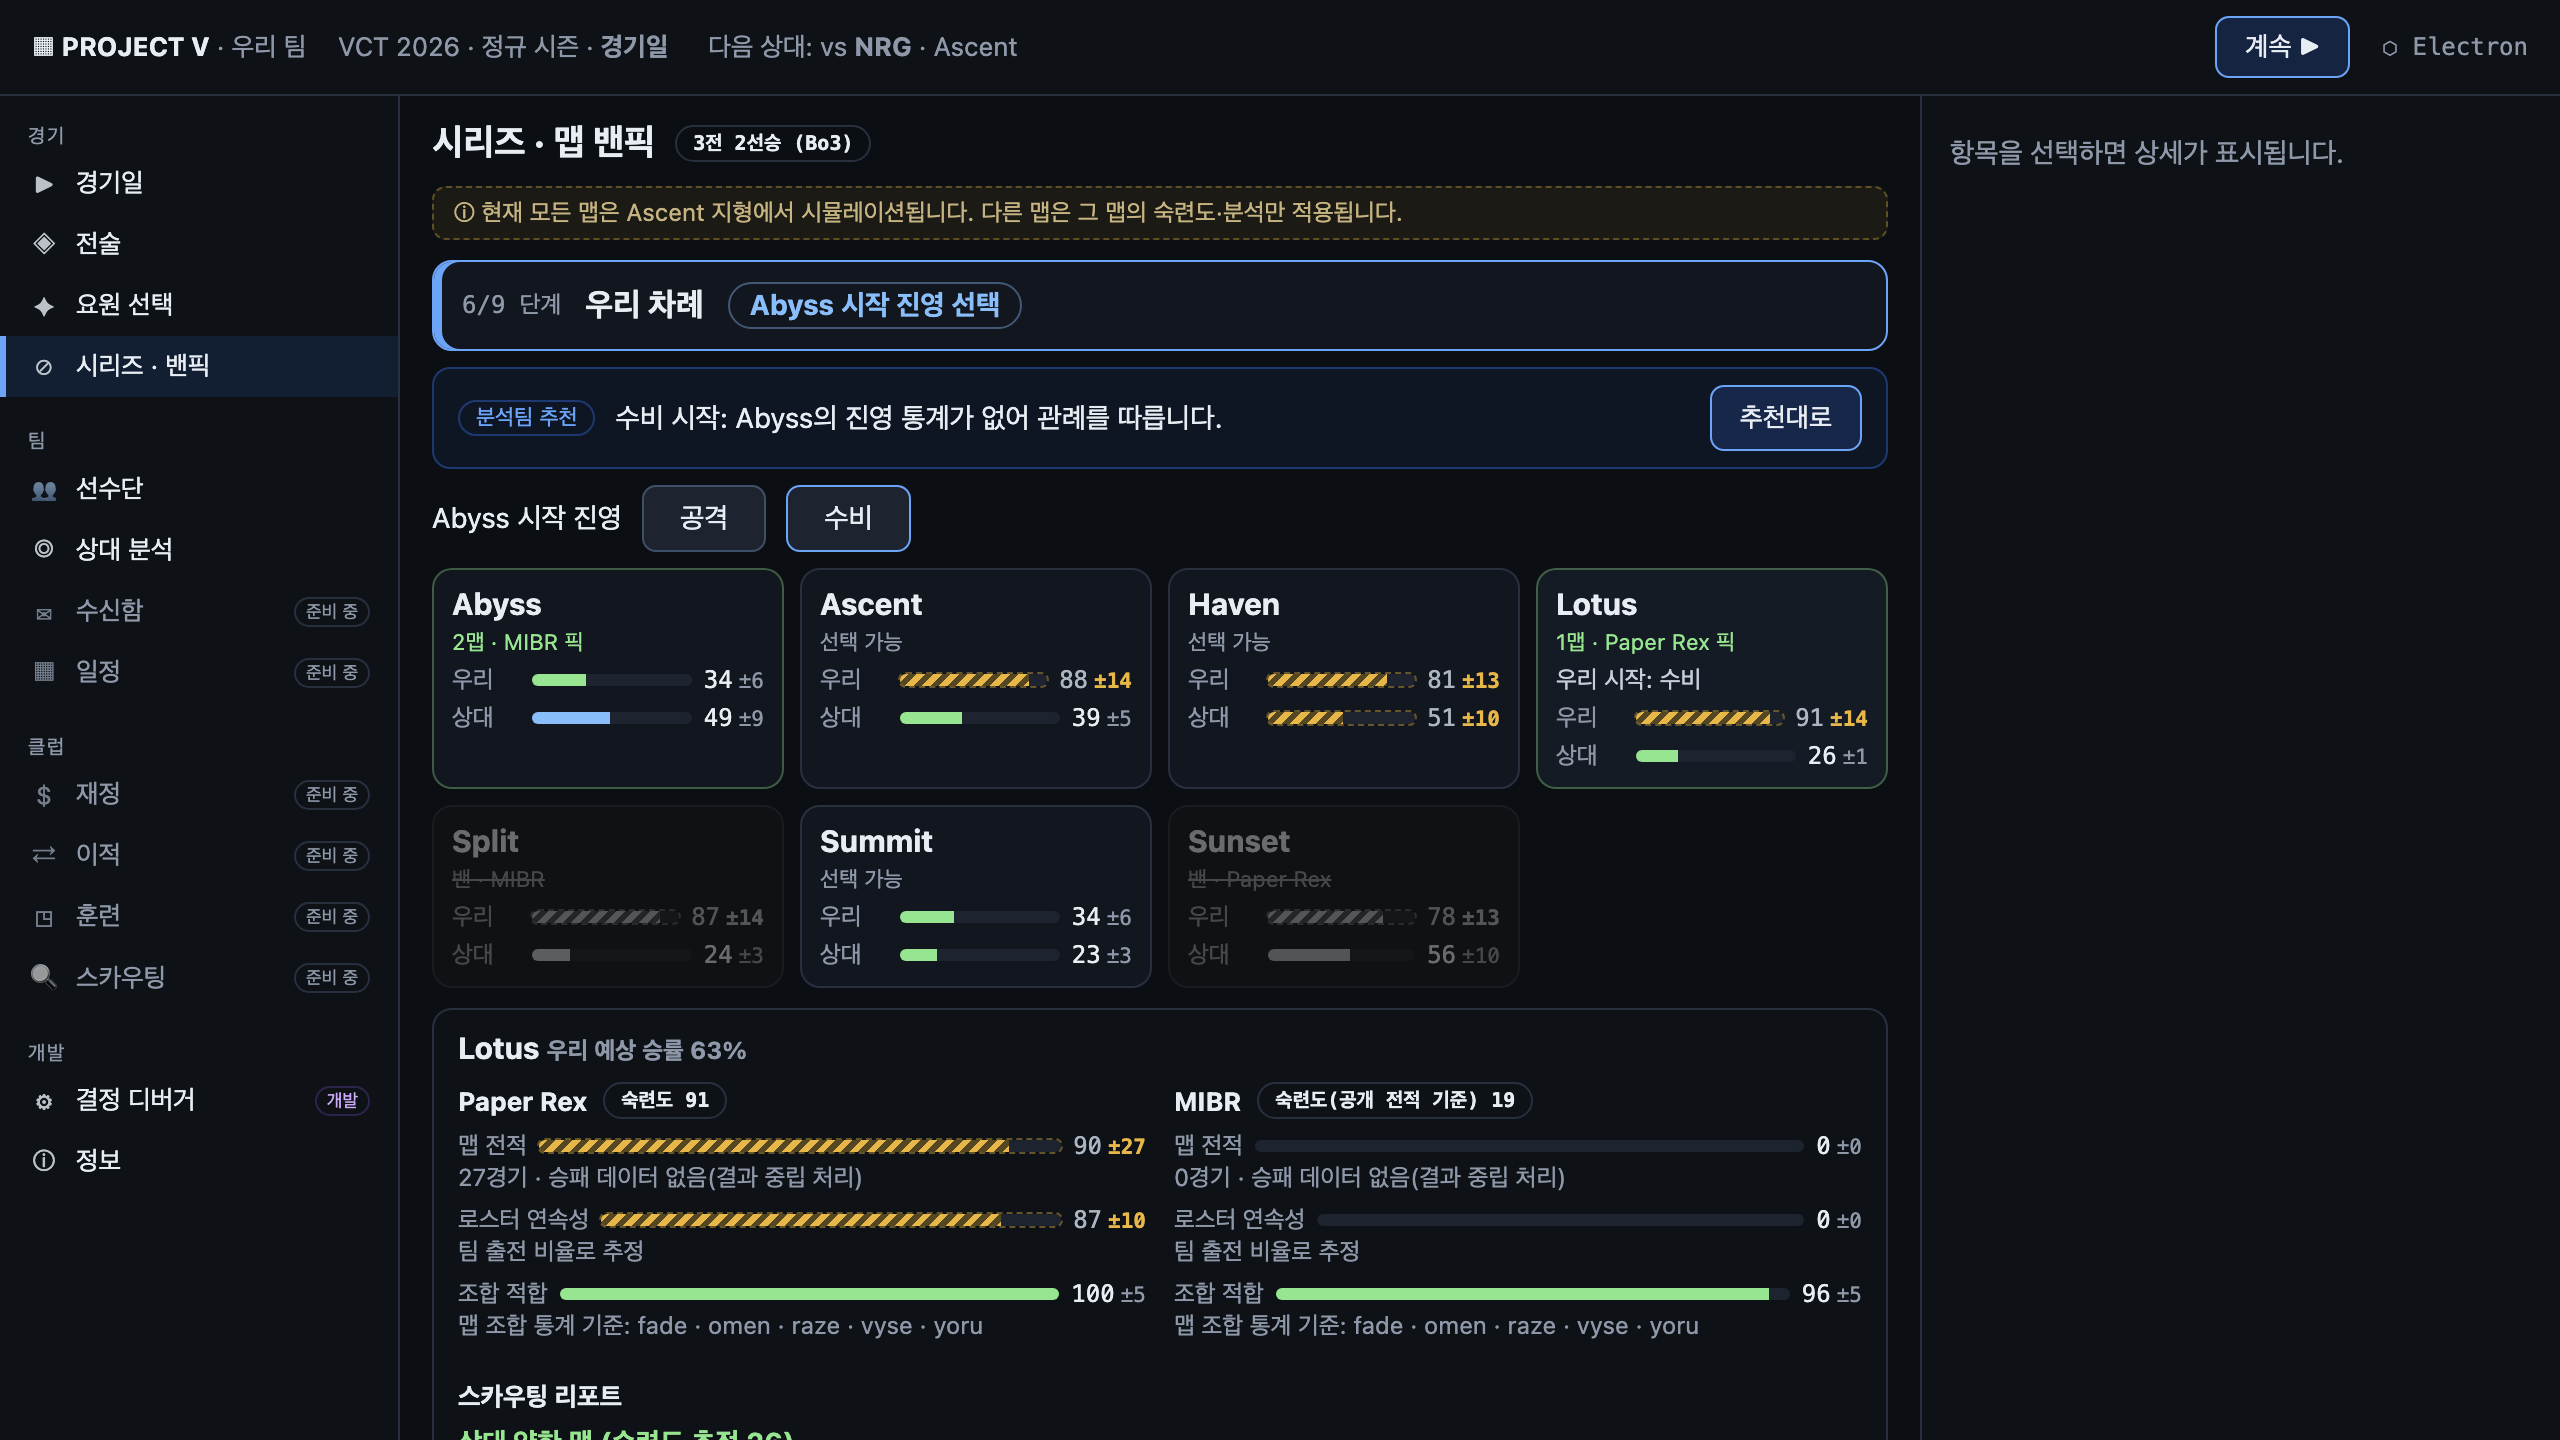 ▦ PROJECT V · 우리 팀 VCT 2026 · 정규 시즌 · 경기일 다음 상대: vs NRG · Ascent 계속 ▶ ⬡ Electron
경기
▶ 경기일
◈ 전술
✦ 요원 선택
⊘ 시리즈 · 밴픽
팀
선수단
◎ 상대 분석
✉ 수신함 준비 중
▦ 일정 준비 중
클럽
$ 재정 준비 중
⇄ 이적 준비 중
◳ 훈련 준비 중
스카우팅 준비 중
개발
⚙ 결정 디버거 개발
ⓘ 정보
시리즈 · 맵 밴픽 3전 2선승 (Bo3)
ⓘ 현재 모든 맵은 Ascent 지형에서 시뮬레이션됩니다. 다른 맵은 그 맵의 숙련도·분석만 적용됩니다.
6/9 단계 우리 차례 Abyss 시작 진영 선택
분석팀 추천 수비 시작: Abyss의 진영 통계가 없어 관례를 따릅니다. 추천대로
Abyss 시작 진영 공격 수비
Abyss
2맵 · MIBR 픽
우리 34 ±6
상대 49 ±9
Ascent
선택 가능
우리 88 ±14
상대 39 ±5
Haven
선택 가능
우리 81 ±13
상대 51 ±10
Lotus
1맵 · Paper Rex 픽
우리 시작: 수비
우리 91 ±14
상대 26 ±1
Split
밴 · MIBR
우리 87 ±14
상대 24 ±3
Summit
선택 가능
우리 34 ±6
상대 23 ±3
Sunset
밴 · Paper Rex
우리 78 ±13
상대 56 ±10
Lotus 우리 예상 승률 63%
Paper Rex 숙련도 91
맵 전적 90 ±27
27경기 · 승패 데이터 없음(결과 중립 처리)
로스터 연속성 87 ±10
팀 출전 비율로 추정
조합 적합 100 ±5
맵 조합 통계 기준: fade · omen · raze · vyse · yoru
MIBR 숙련도(공개 전적 기준) 19
맵 전적 0 ±0
0경기 · 승패 데이터 없음(결과 중립 처리)
로스터 연속성 0 ±0
팀 출전 비율로 추정
조합 적합 96 ±5
맵 조합 통계 기준: fade · omen · raze · vyse · yoru
스카우팅 리포트
상대 약한 맵 (숙련도 추정 26)
항목을 선택하면 상세가 표시됩니다.